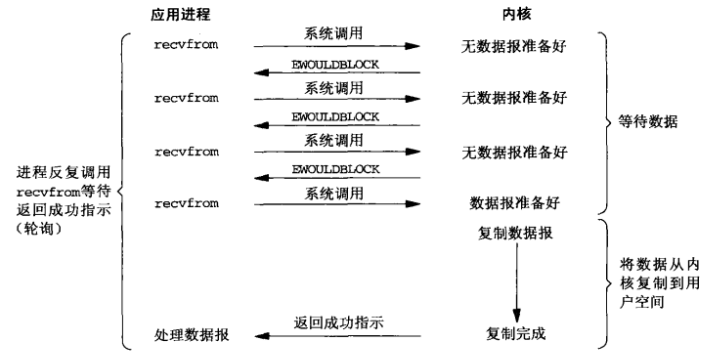 应用进程 内核
recvfrom 系统调用 无数据报准备好
EWOULDBLOCK
recvfrom 系统调用 无数据报准备好
EWOULDBLOCK
等待数据
recvfrom 系统调用 无数据报准备好
EWOULDBLOCK
进程反复调用
recvfrom等待
返回成功指示
(轮询)
recvfrom 系统调用 数据报准备好
复制数据报
将数据从内
核复制到用
户空间
处理数据报 返回成功指示 复制完成